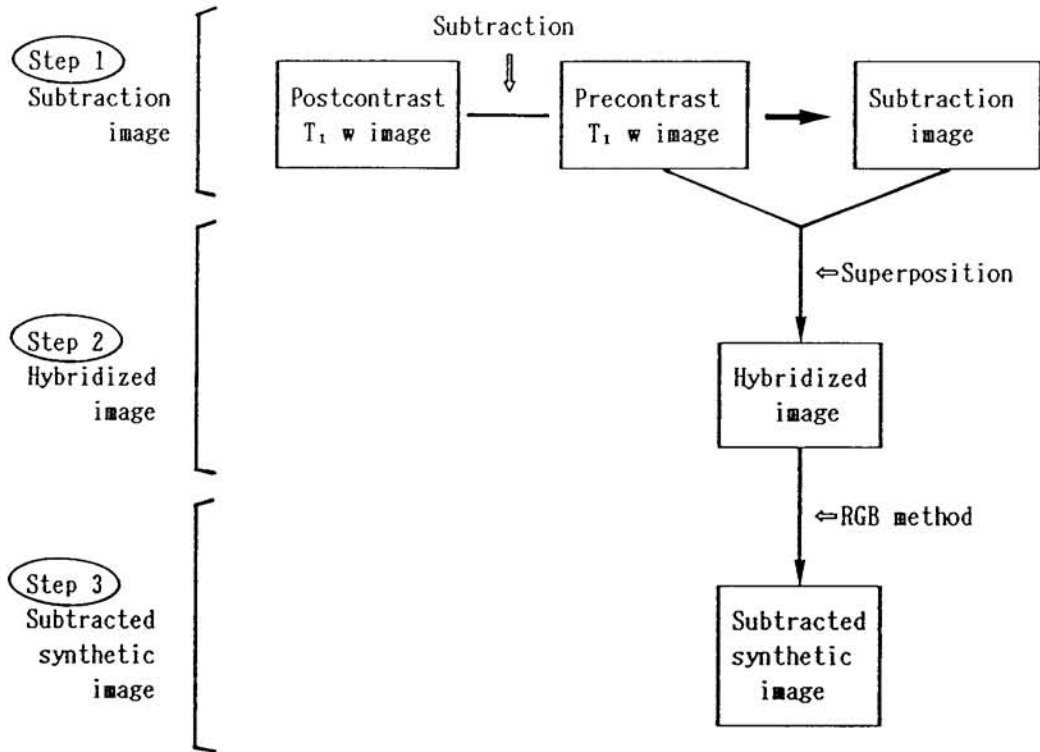 Step 1
Subtraction
image
Subtraction
⇩
Postcontrast
T₁ w image
Precontrast
T₁ w image
Subtraction
image
⇦Superposition
Step 2
Hybridized
image
Hybridized
image
⇦RGB method
Step 3
Subtracted
synthetic
image
Subtracted
synthetic
image